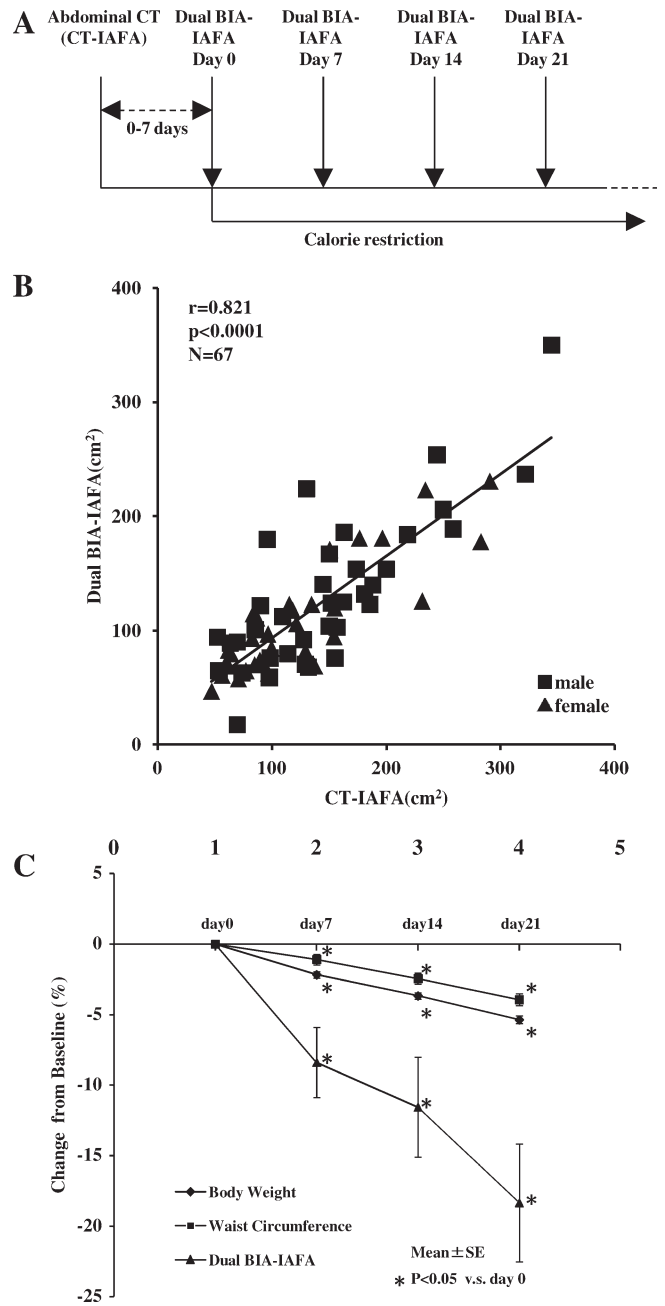 A
Abdominal CT
(CT-IAFA)
Dual BIA-
IAFA
Day 0
Dual BIA-
IAFA
Day 7
Dual BIA-
IAFA
Day 14
Dual BIA-
IAFA
Day 21
0-7 days
Calorie restriction
B
400
300
200
100
0
Dual BIA-IAFA(cm²)
r=0.821
p<0.0001
N=67
male
female
0 100 200 300 400
CT-IAFA(cm²)
C
0 1 2 3 4 5
5
0
-5
-10
-15
-20
-25
Change from Baseline (%)
day0 day7 day14 day21
* * *
* * *
* * *
Body Weight
Waist Circumference
Dual BIA-IAFA
Mean±SE
* P<0.05 v.s. day 0